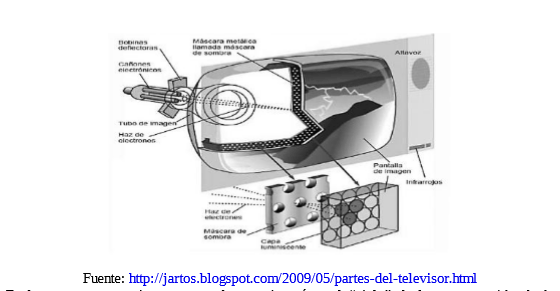 Bobinas
deflectoras
Máscara metálica
llamada máscara
de sombra
Altavoz
Cañones
electrónicos
Tubo de imagen
Haz de
electrones
Pantalla
de imagen
Infrarrojos
Haz de
electrones
Máscara de
sombra
Capa
luminiscente
Fuente: http://jartos.blogspot.com/2009/05/partes-del-televisor.html